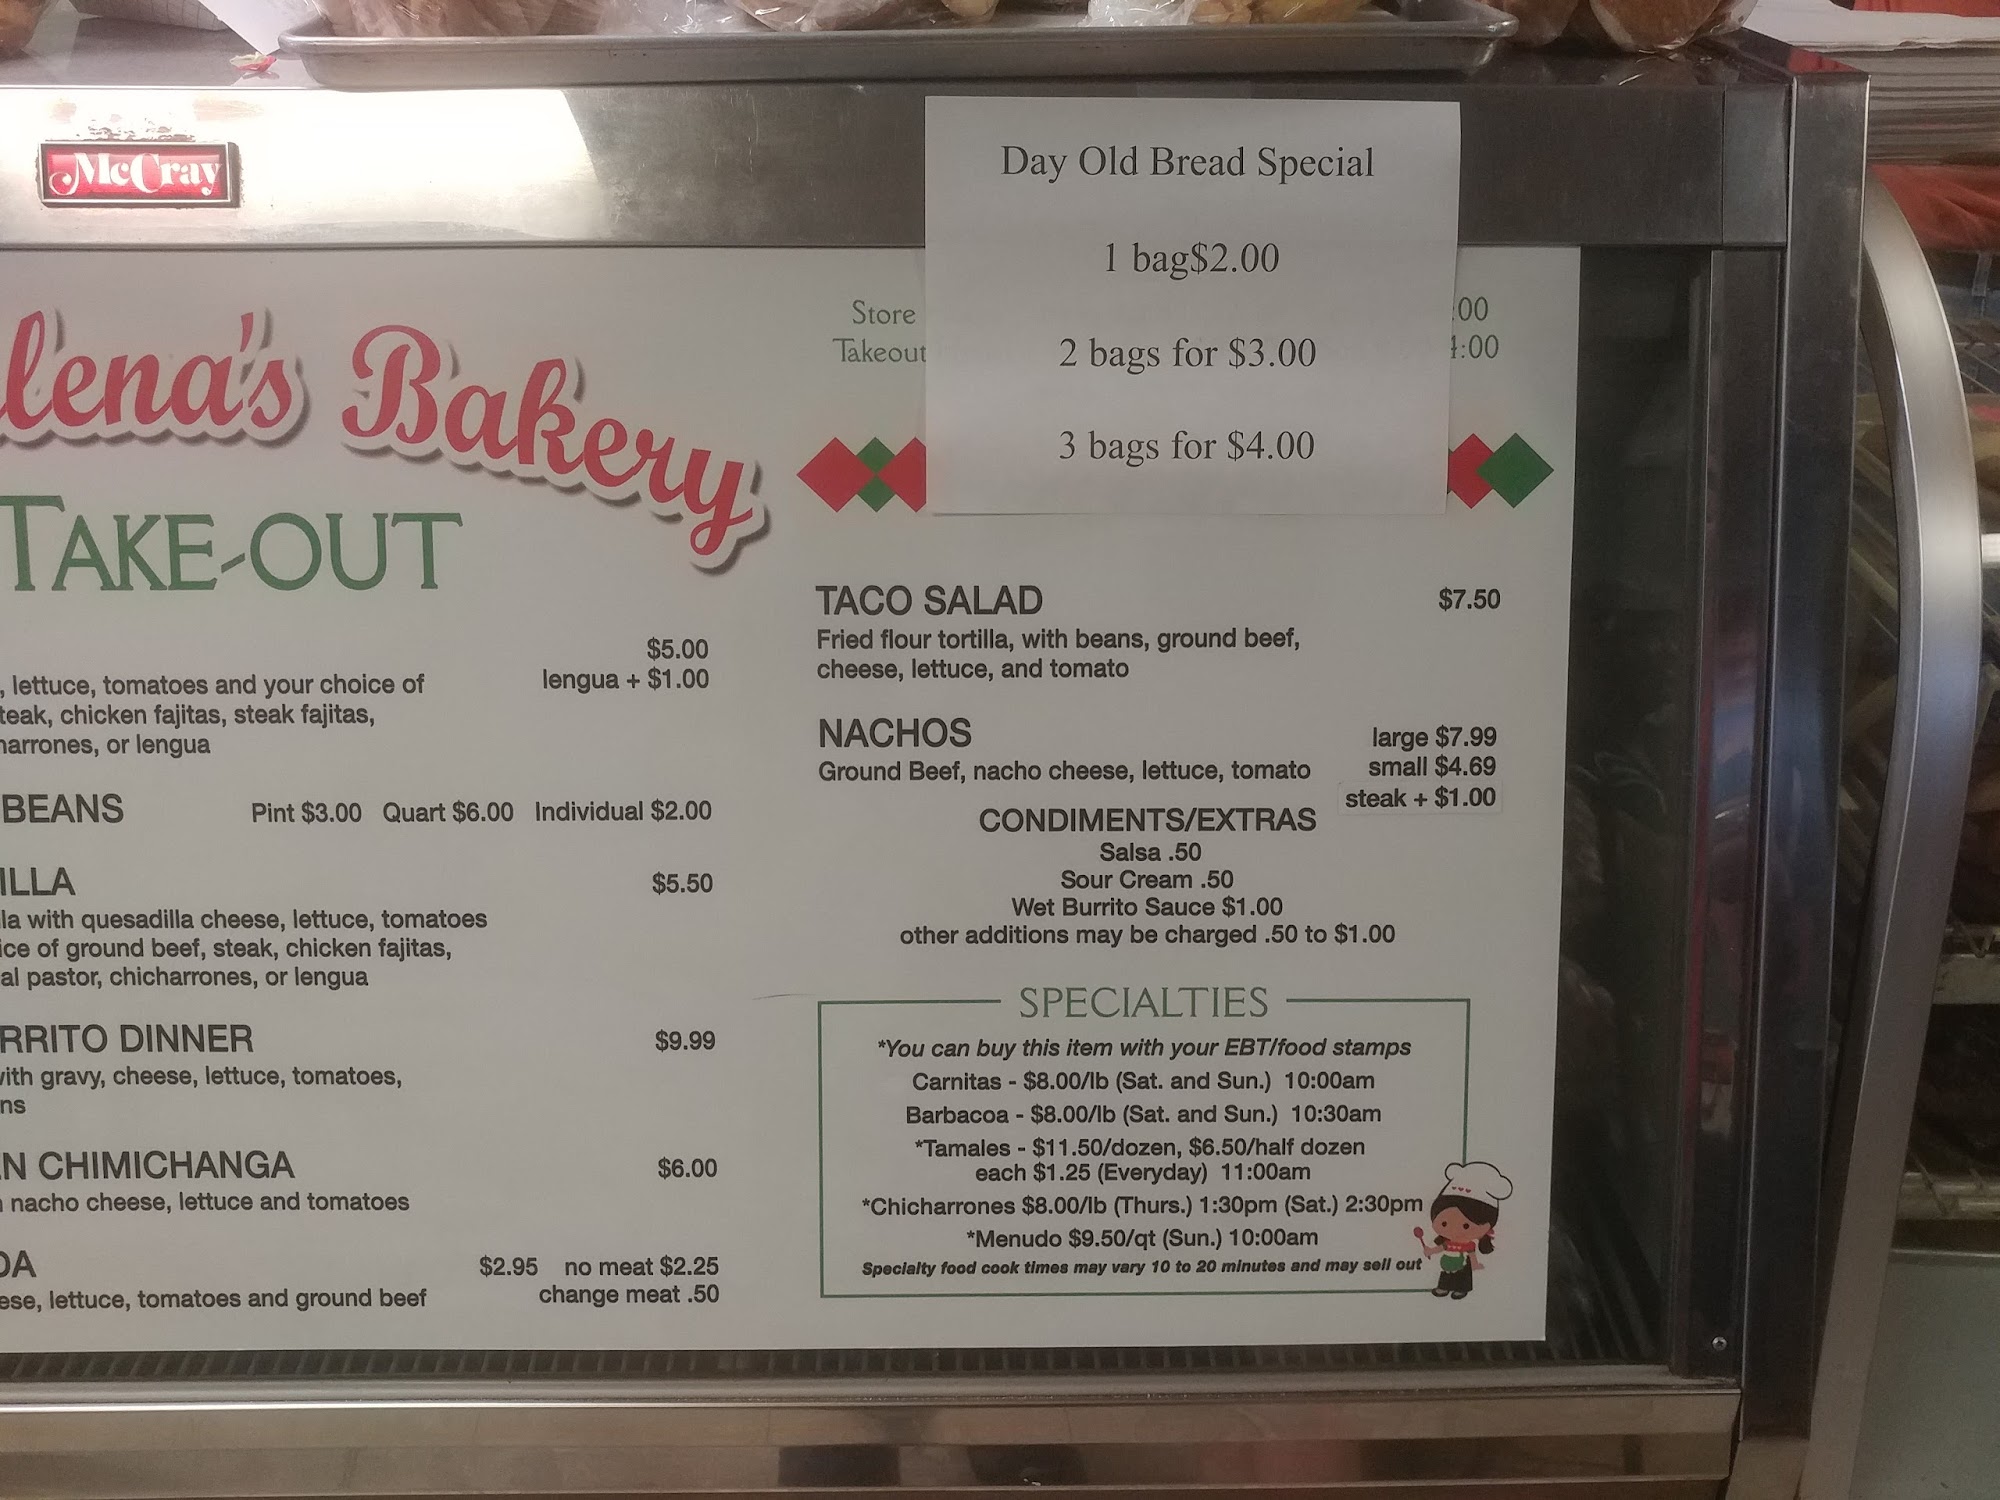 McCray
Day Old Bread Special
1 bag$2.00
2 bags for $3.00
3 bags for $4.00
lena's Bakery
TAKE-OUT
$5.00
lengua + $1.00
, lettuce, tomatoes and your choice of
teak, chicken fajitas, steak fajitas,
harrones, or lengua
BEANS Pint $3.00 Quart $6.00 Individual $2.00
ILLA $5.50
la with quesadilla cheese, lettuce, tomatoes
ice of ground beef, steak, chicken fajitas,
al pastor, chicharrones, or lengua
RRITO DINNER $9.99
with gravy, cheese, lettuce, tomatoes,
ns
N CHIMICHANGA $6.00
nacho cheese, lettuce and tomatoes
DA $2.95 no meat $2.25
change meat .50
ese, lettuce, tomatoes and ground beef
Store :00
Takeout 4:00
TACO SALAD $7.50
Fried flour tortilla, with beans, ground beef,
cheese, lettuce, and tomato
NACHOS large $7.99
Ground Beef, nacho cheese, lettuce, tomato small $4.69
steak + $1.00
CONDIMENTS/EXTRAS
Salsa .50
Sour Cream .50
Wet Burrito Sauce $1.00
other additions may be charged .50 to $1.00
SPECIALTIES
*You can buy this item with your EBT/food stamps
Carnitas - $8.00/lb (Sat. and Sun.) 10:00am
Barbacoa - $8.00/lb (Sat. and Sun.) 10:30am
*Tamales - $11.50/dozen, $6.50/half dozen
each $1.25 (Everyday) 11:00am
*Chicharrones $8.00/lb (Thurs.) 1:30pm (Sat.) 2:30pm
*Menudo $9.50/qt (Sun.) 10:00am
Specialty food cook times may vary 10 to 20 minutes and may sell out